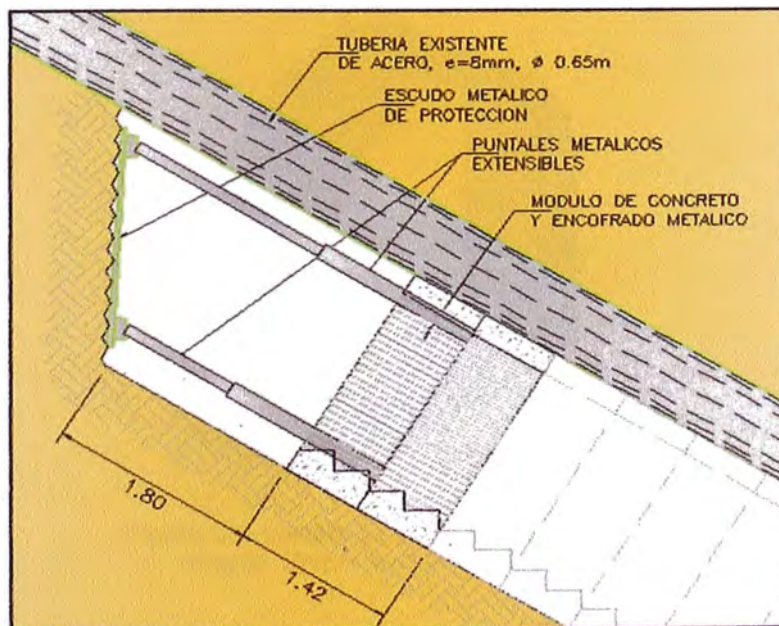 TUBERIA EXISTENTE
DE ACERO, e=8mm, ø 0.65m
ESCUDO METALICO
DE PROTECCION
PUNTALES METALICOS
EXTENSIBLES
MODULO DE CONCRETO
Y ENCOFRADO METALICO
1.80
1.42